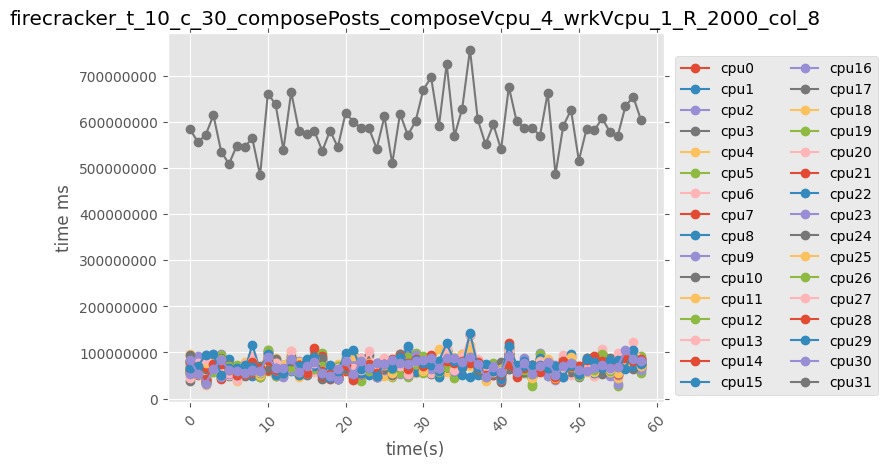 firecracker_t_10_c_30_composePosts_composeVcpu_4_wrkVcpu_1_R_2000_col_8
time ms
700000000
600000000
500000000
400000000
300000000
200000000
100000000
0
0
10
20
30
40
50
60
time(s)
cpu0
cpu1
cpu2
cpu3
cpu4
cpu5
cpu6
cpu7
cpu8
cpu9
cpu10
cpu11
cpu12
cpu13
cpu14
cpu15
cpu16
cpu17
cpu18
cpu19
cpu20
cpu21
cpu22
cpu23
cpu24
cpu25
cpu26
cpu27
cpu28
cpu29
cpu30
cpu31